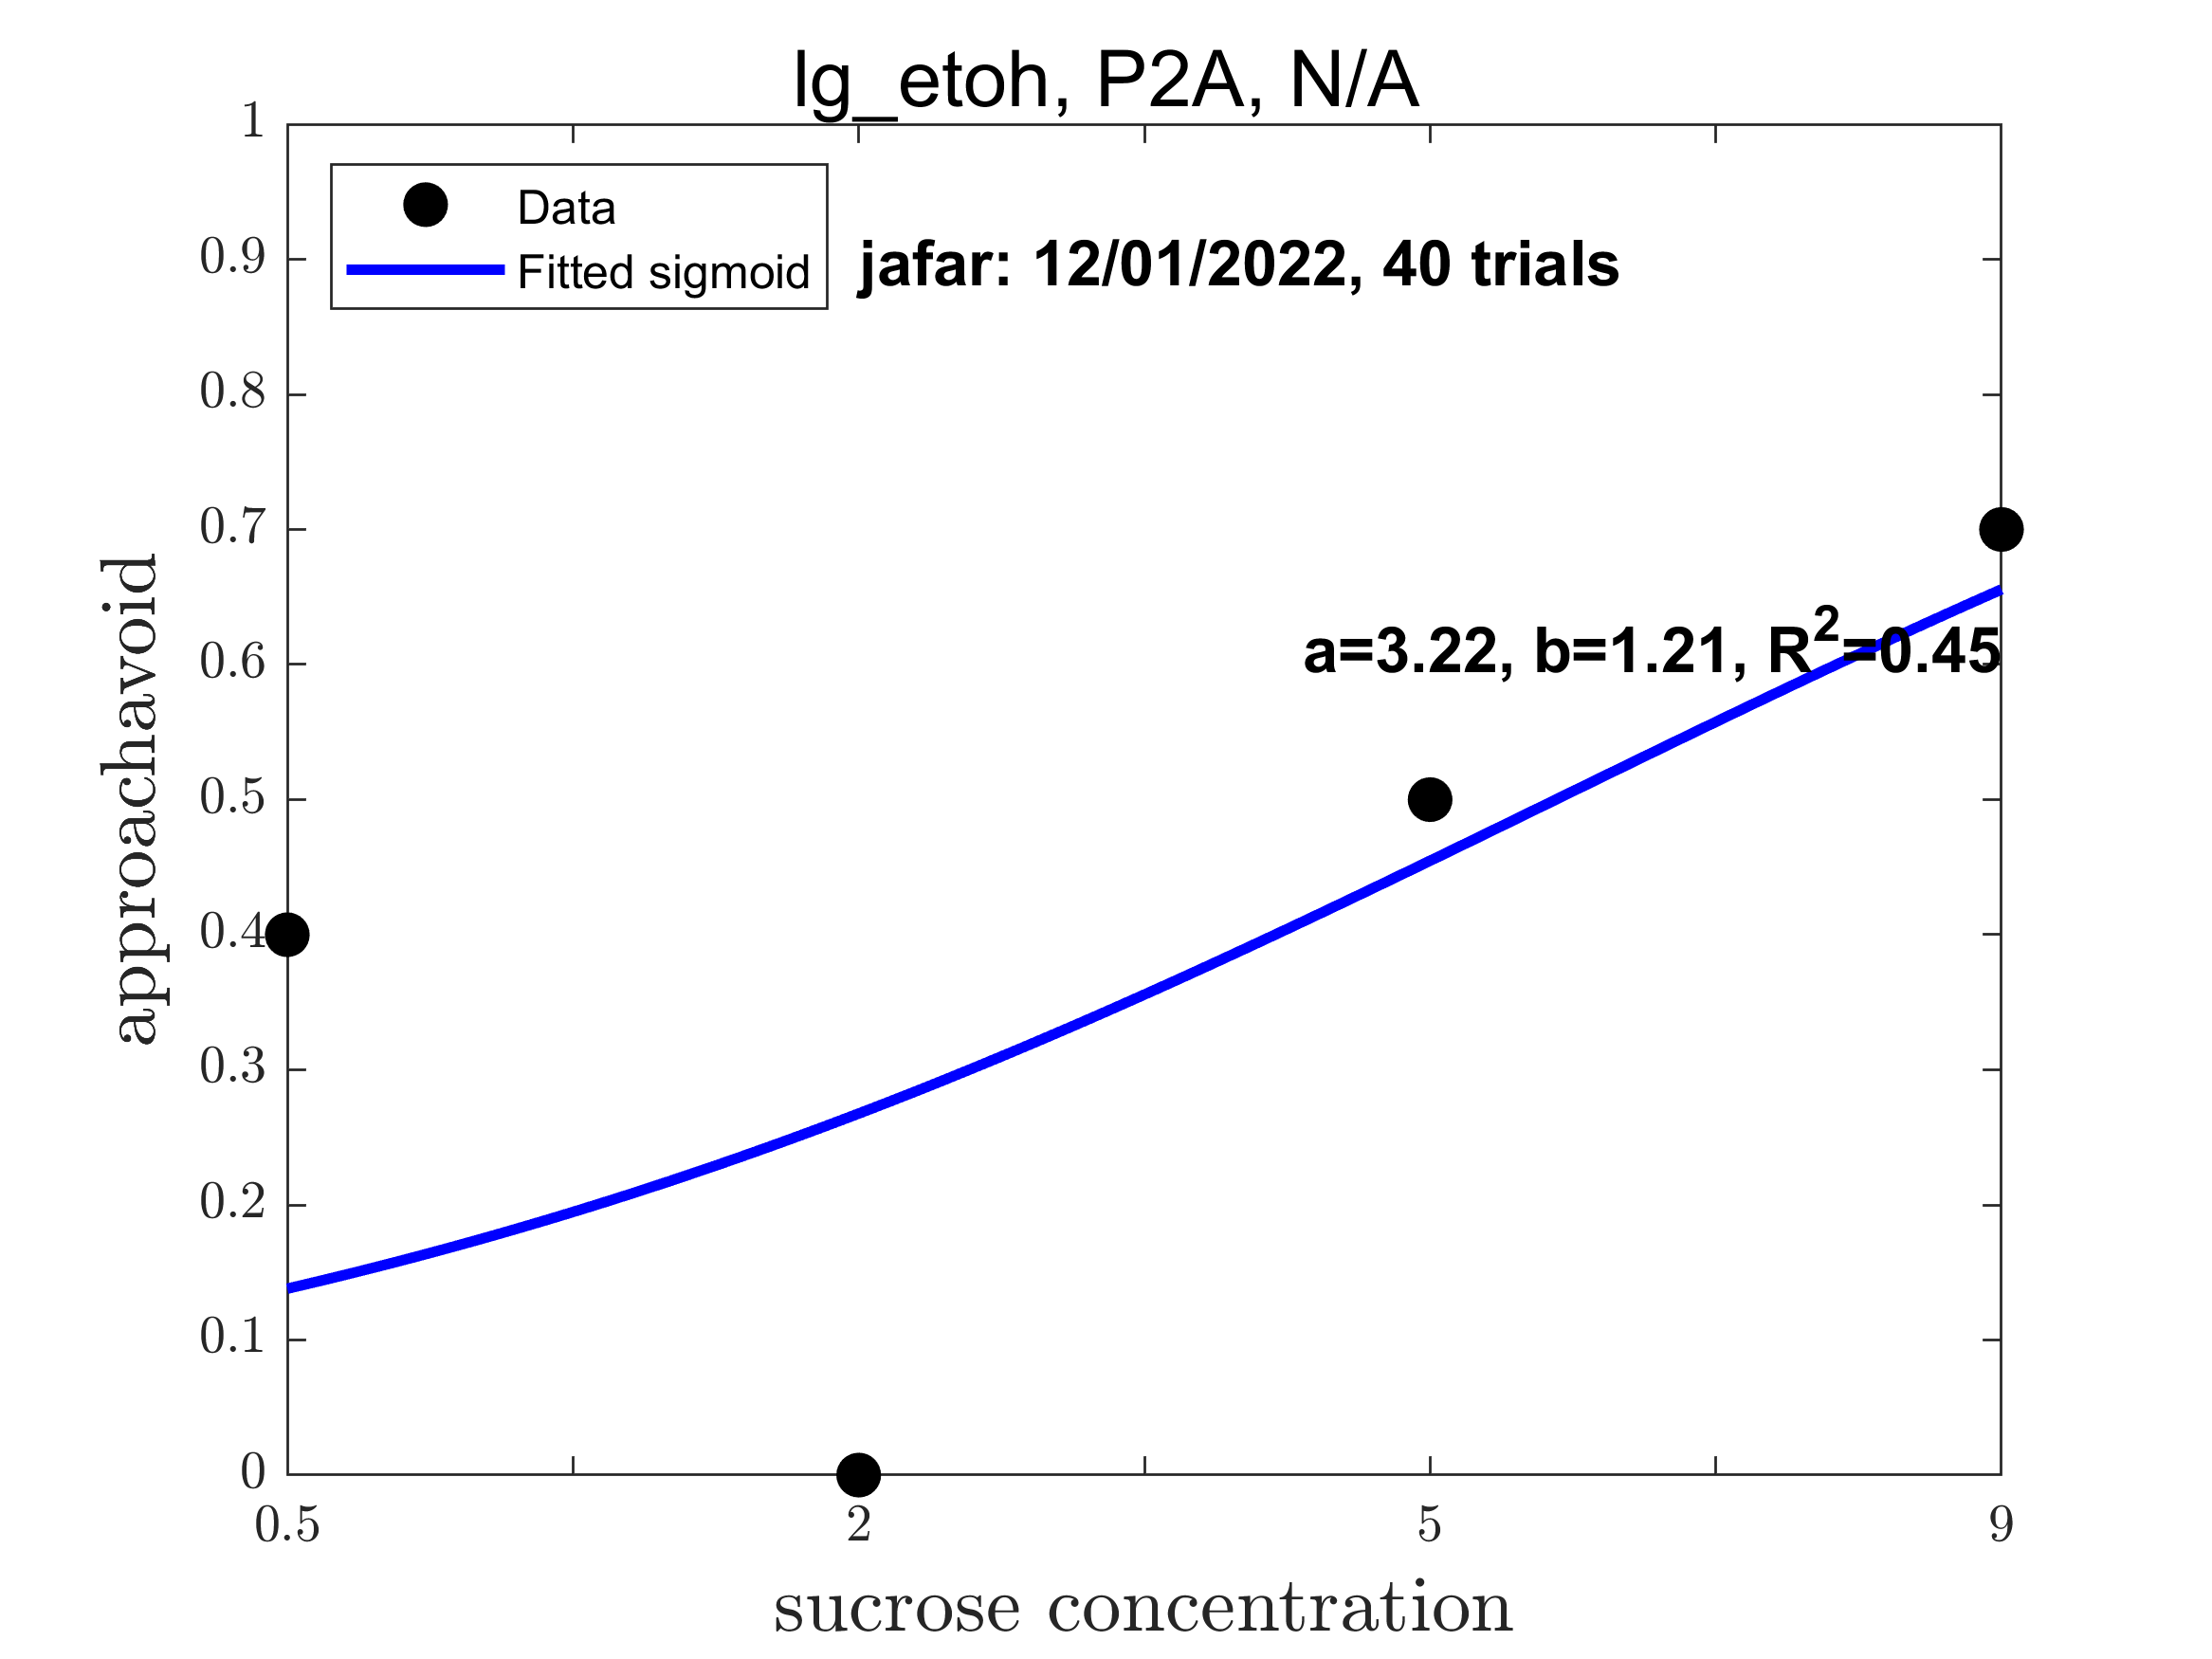 lg_etoh, P2A, N/A
1
Data
Fitted sigmoid
jafar: 12/01/2022, 40 trials
0.9
0.8
0.7
a=3.22, b=1.21, R²=0.45
0.6
0.5
0.4
0.3
0.2
0.1
0
approachavoid
0.5 2 5 9
sucrose concentration